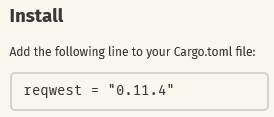 Install
Add the following line to your Cargo.toml file:
reqwest = "0.11.4"